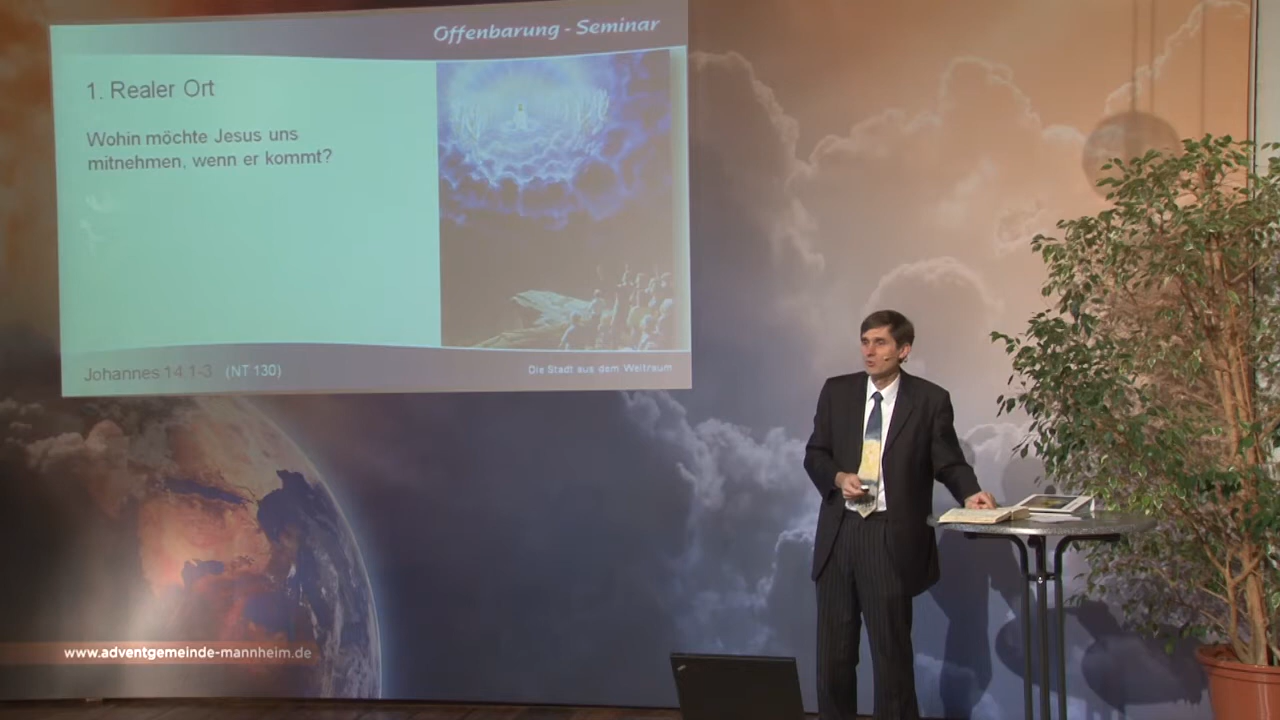 Offenbarung - Seminar
1. Realer Ort
Wohin möchte Jesus uns
mitnehmen, wenn er kommt?
Johannes 14,1-3 (NT 130)
Die Stadt aus dem Weltraum
www.adventgemeinde-mannheim.de